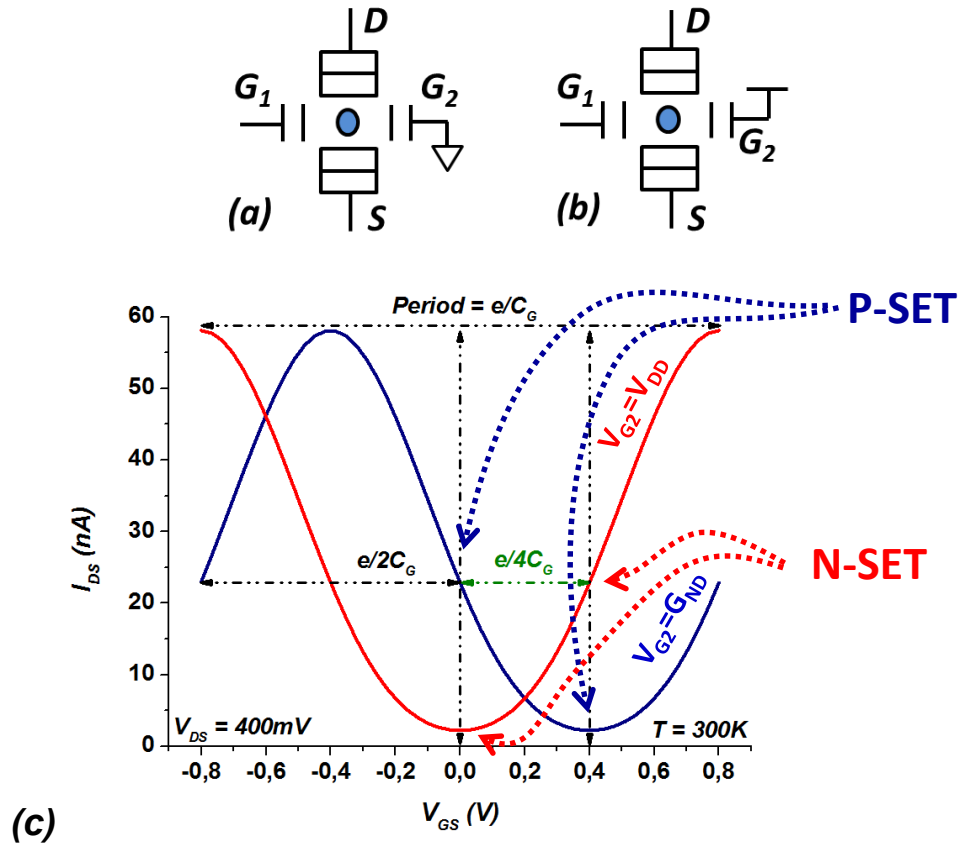 D
D
G1
G2
G1
G2
(a)
S
(b)
S
Period = e/CG
P-SET
60
50
40
30
20
10
0
IDS (nA)
VG2=VDD
e/2CG
e/4CG
N-SET
VG2=GND
VDS = 400mV
T = 300K
-0,8
-0,6
-0,4
-0,2
0,0
0,2
0,4
0,6
0,8
VGS (V)
(c)